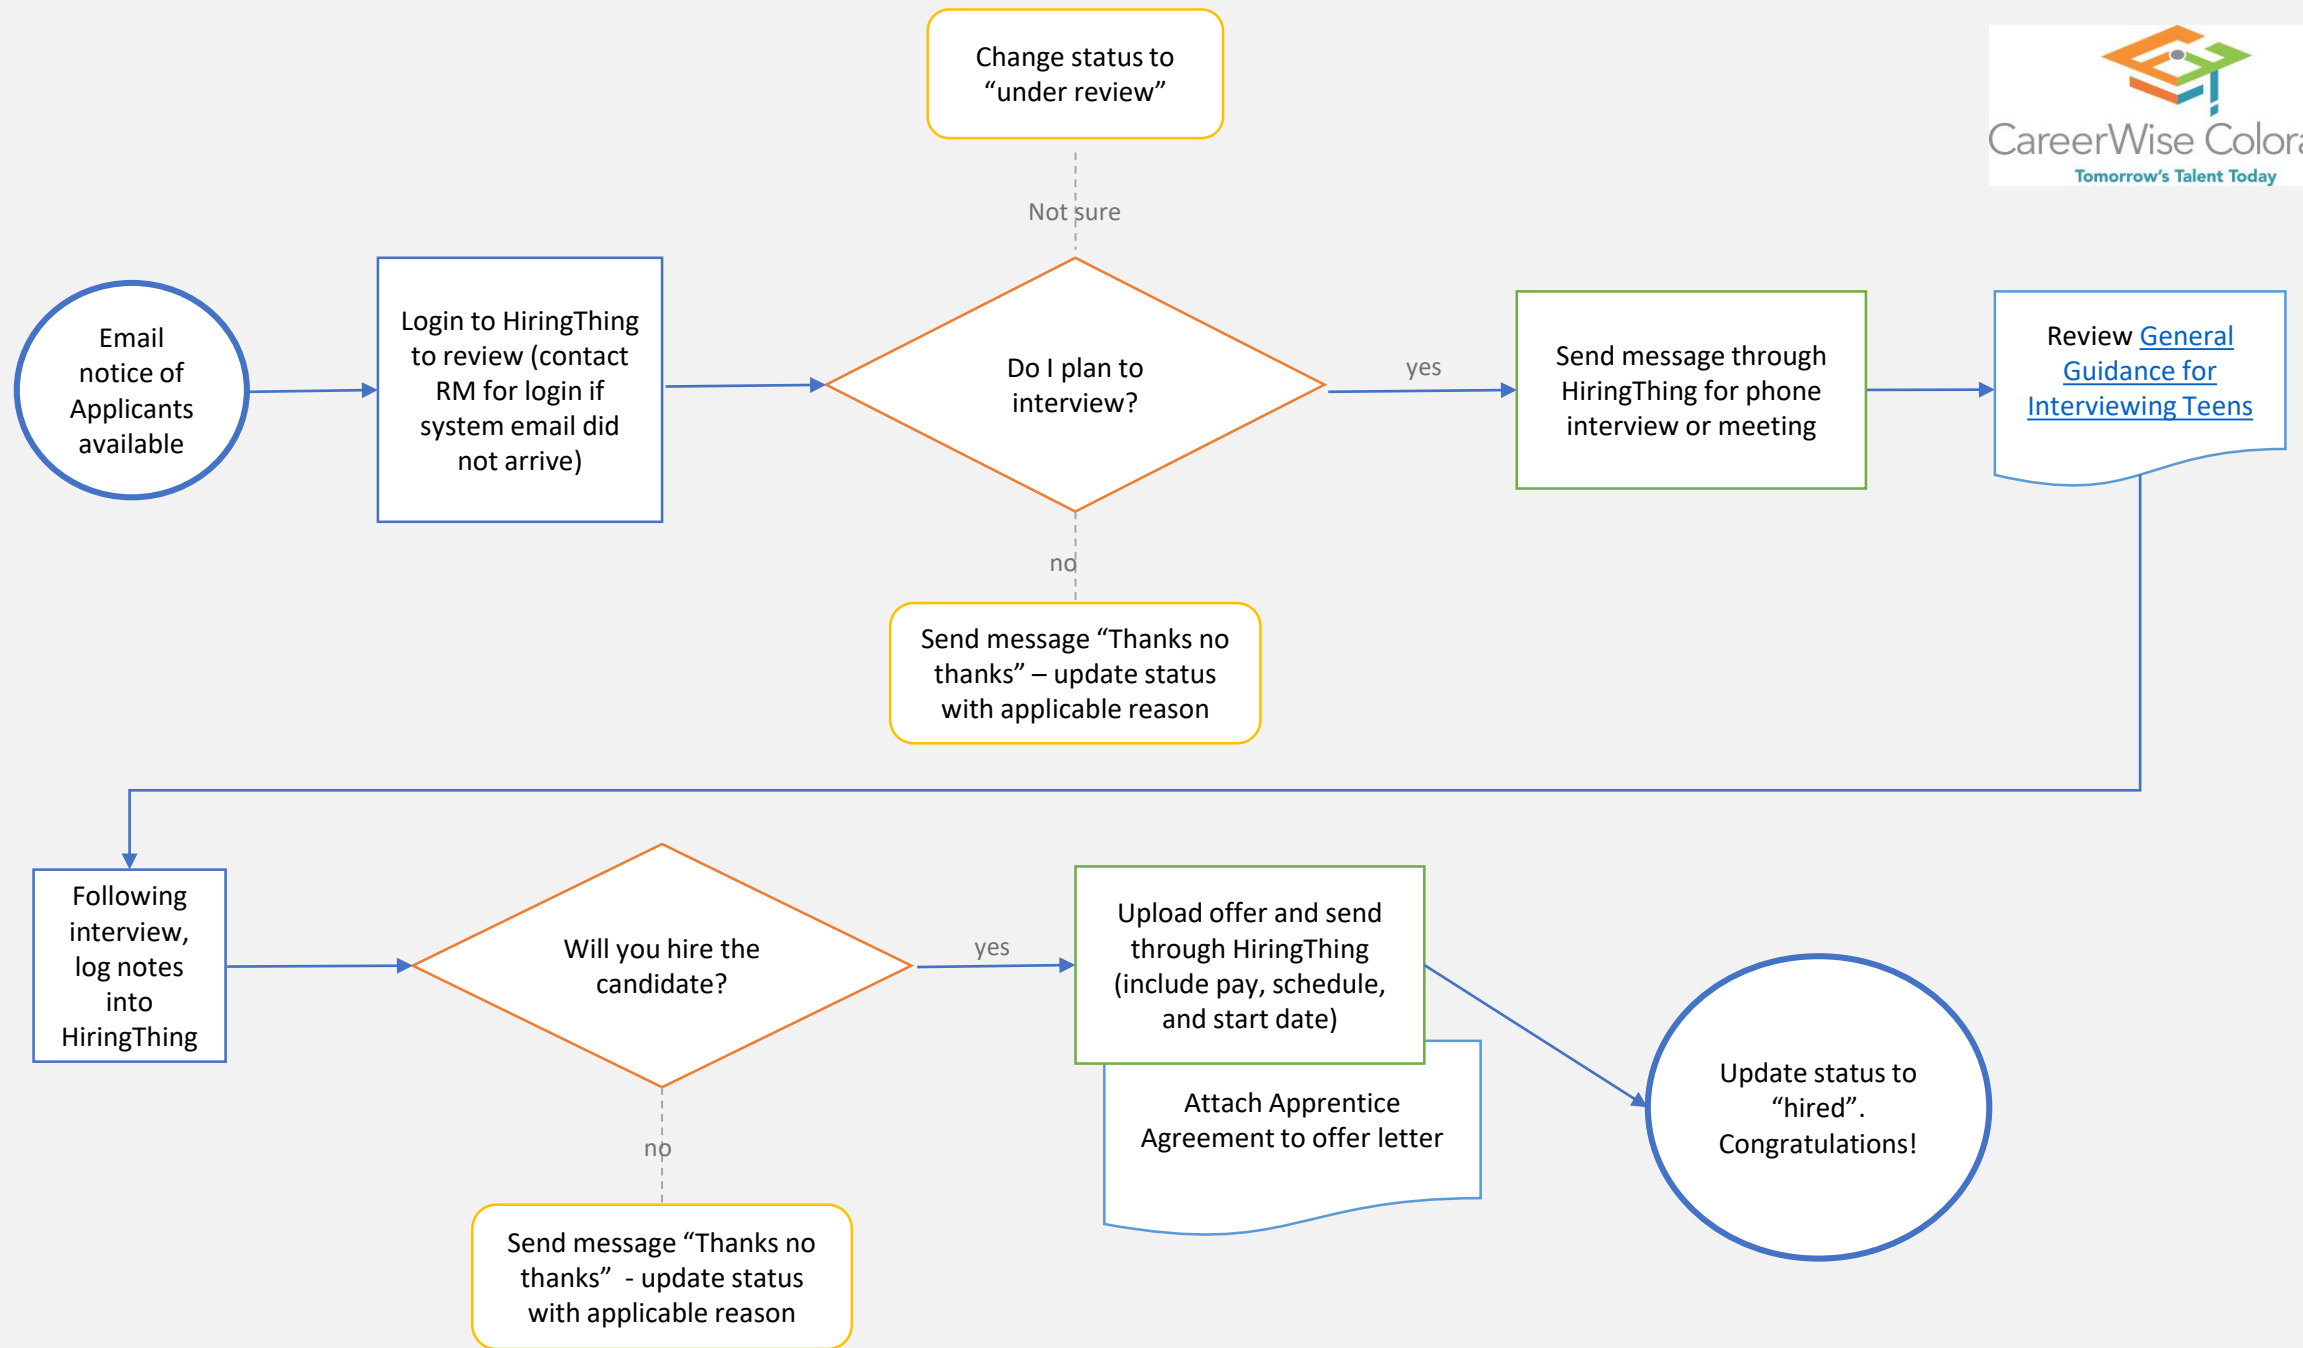 Change status to
“under review”
CareerWise Colora
Tomorrow's Talent Today
Not sure
Email
notice of
Applicants
available
Login to HiringThing
to review (contact
RM for login if
system email did
not arrive)
Do I plan to
interview?
yes
Send message through
HiringThing for phone
interview or meeting
Review General
Guidance for
Interviewing Teens
no
Send message “Thanks no
thanks” – update status
with applicable reason
Following
interview,
log notes
into
HiringThing
Will you hire the
candidate?
yes
Upload offer and send
through HiringThing
(include pay, schedule,
and start date)
Attach Apprentice
Agreement to offer letter
Update status to
“hired”.
Congratulations!
no
Send message “Thanks no
thanks”  - update status
with applicable reason